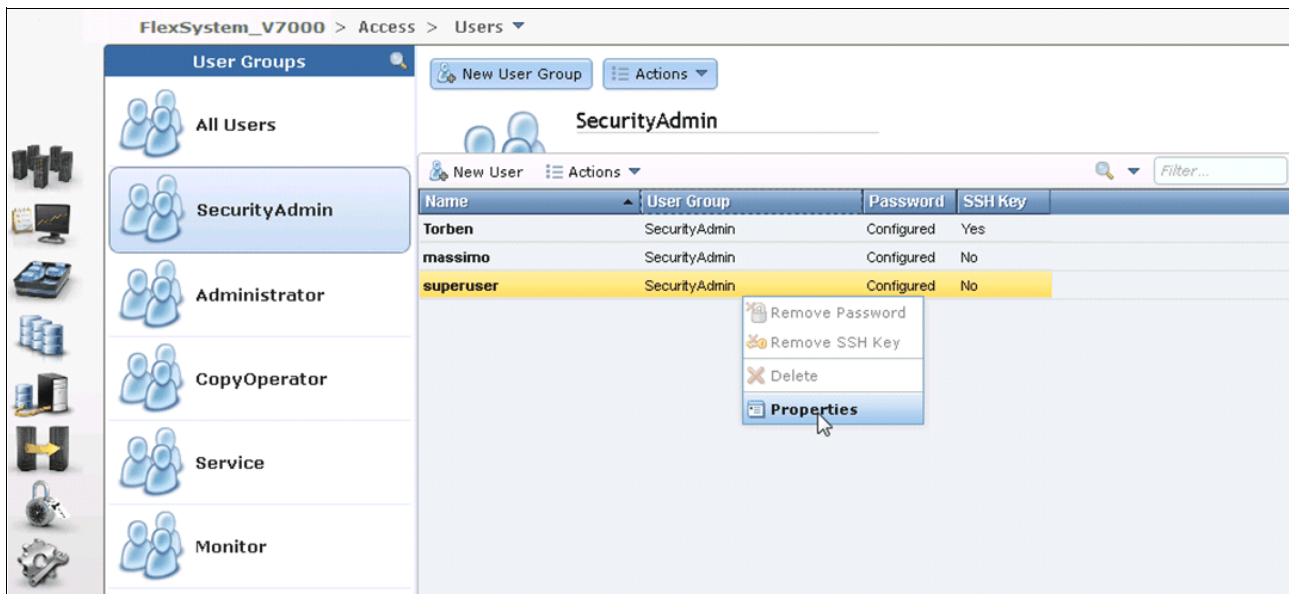 FlexSystem_V7000 > Access > Users
User Groups
All Users
SecurityAdmin
Administrator
CopyOperator
Service
Monitor
New User Group
Actions
SecurityAdmin
New User
Actions
Filter...
Name User Group Password SSH Key
Torben SecurityAdmin Configured Yes
massimo SecurityAdmin Configured No
superuser SecurityAdmin Configured No
Remove Password
Remove SSH Key
Delete
Properties